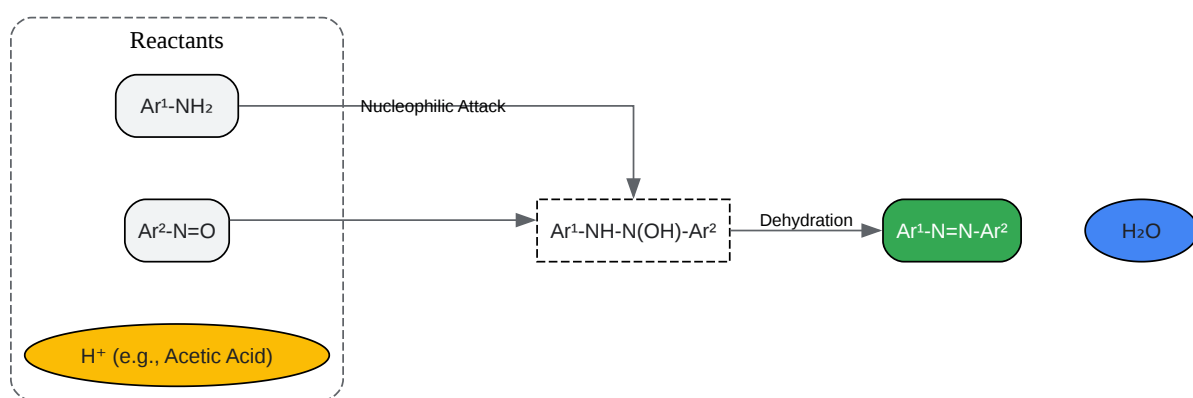 Reactants
Ar¹-NH₂
Nucleophilic Attack
Ar²-N=O
Ar¹-NH-N(OH)-Ar²
Dehydration
Ar¹-N=N-Ar²
H₂O
H⁺ (e.g., Acetic Acid)